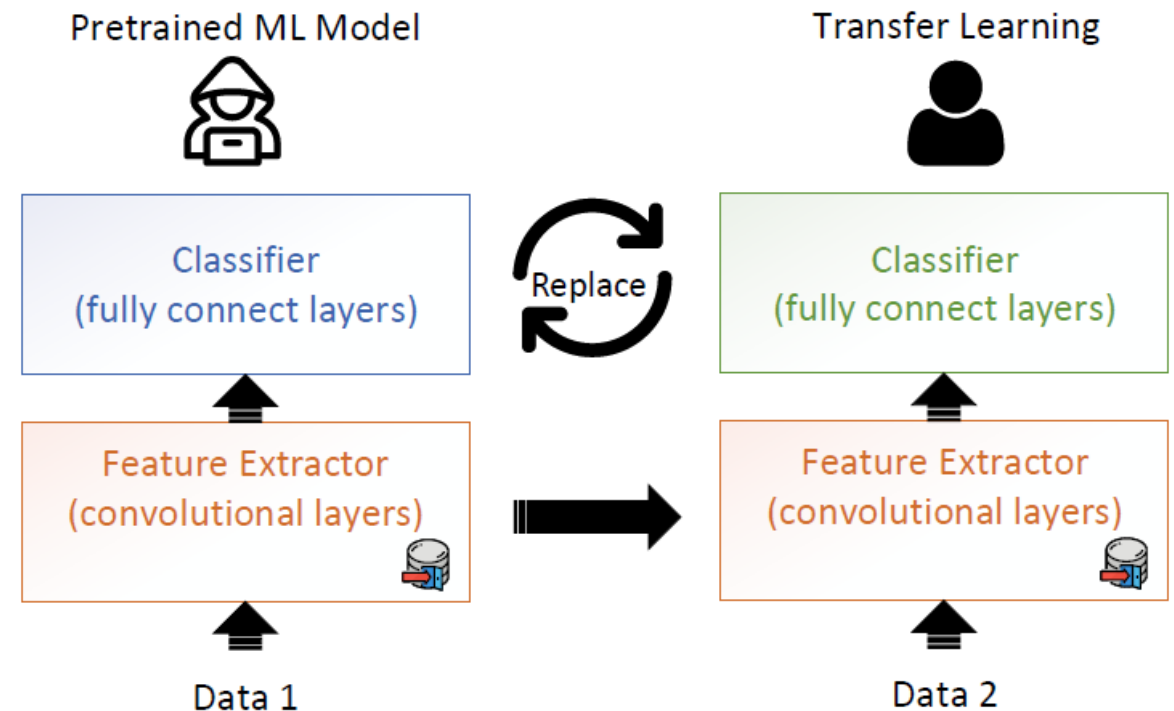 Pretrained ML Model
Transfer Learning
Classifier
(fully connect layers)
Replace
Classifier
(fully connect layers)
Feature Extractor
(convolutional layers)
Feature Extractor
(convolutional layers)
Data 1
Data 2